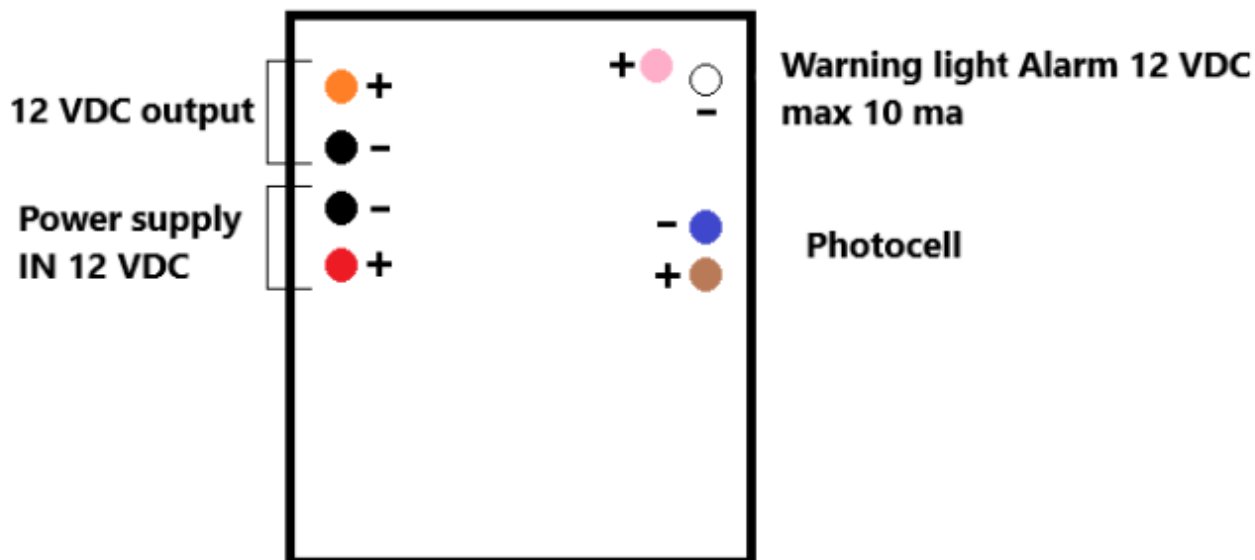 12 VDC output
+
-
Power supply
IN 12 VDC
-
+
+
-
Warning light Alarm 12 VDC
max 10 ma
-
+
Photocell